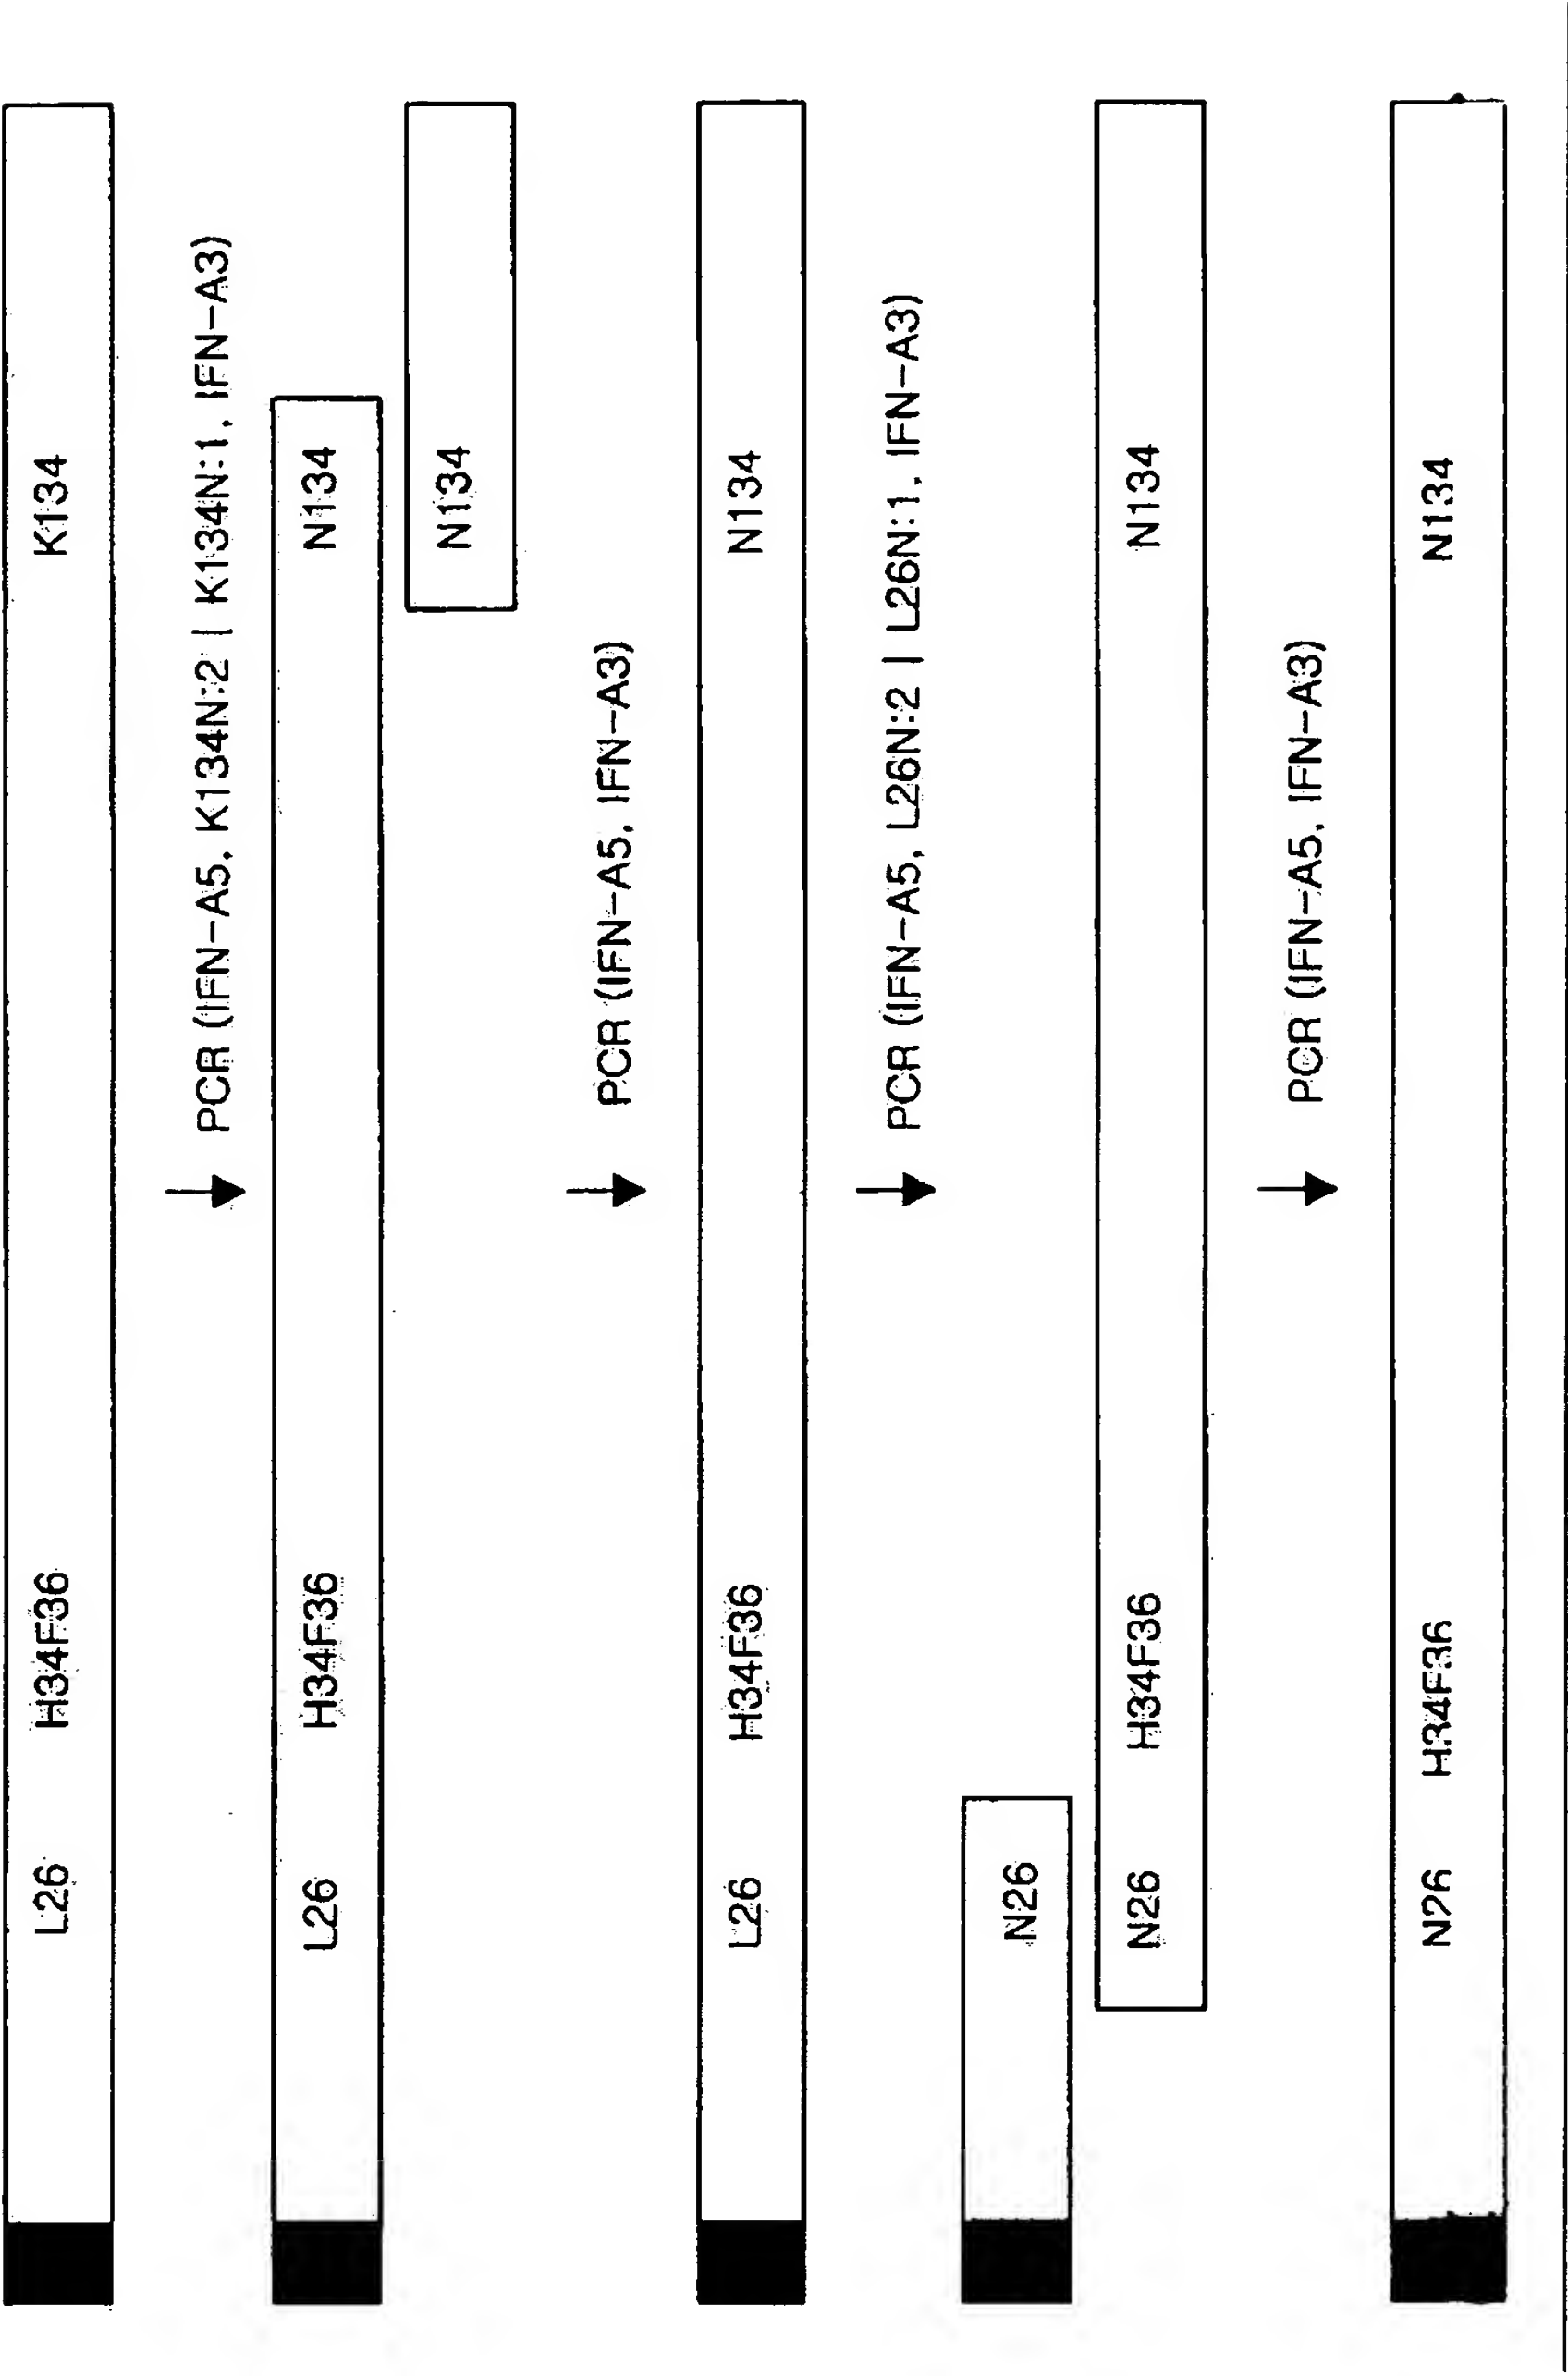 L26 H34F36 K134
PCR (IFN-A5, K134N:2 | K134N:1, IFN-A3)
L26 H34F36 N134
N134
PCR (IFN-A5, IFN-A3)
L26 H34F36 N134
PCR (IFN-A5, L26N:2 | L26N:1, IFN-A3)
N26
N26 H34F36 N134
PCR (IFN-A5, IFN-A3)
N26 H34F36 N134